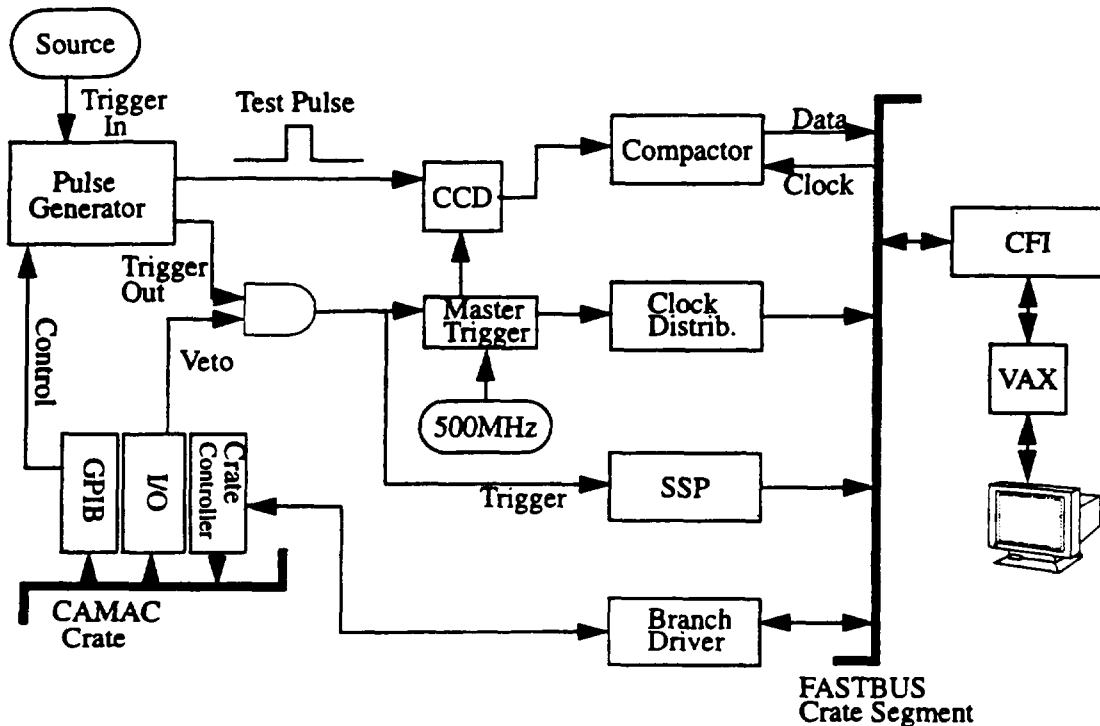 Source
Trigger
In
Test Pulse
Pulse
Generator
CCD
Compactor
Data
Clock
CFI
Trigger
Out
Master
Trigger
Clock
Distrib.
Control
Veto
VAX
500MHz
GPIB
I/O
Crate
Controller
Trigger
SSP
CAMAC
Crate
Branch
Driver
FASTBUS
Crate Segment